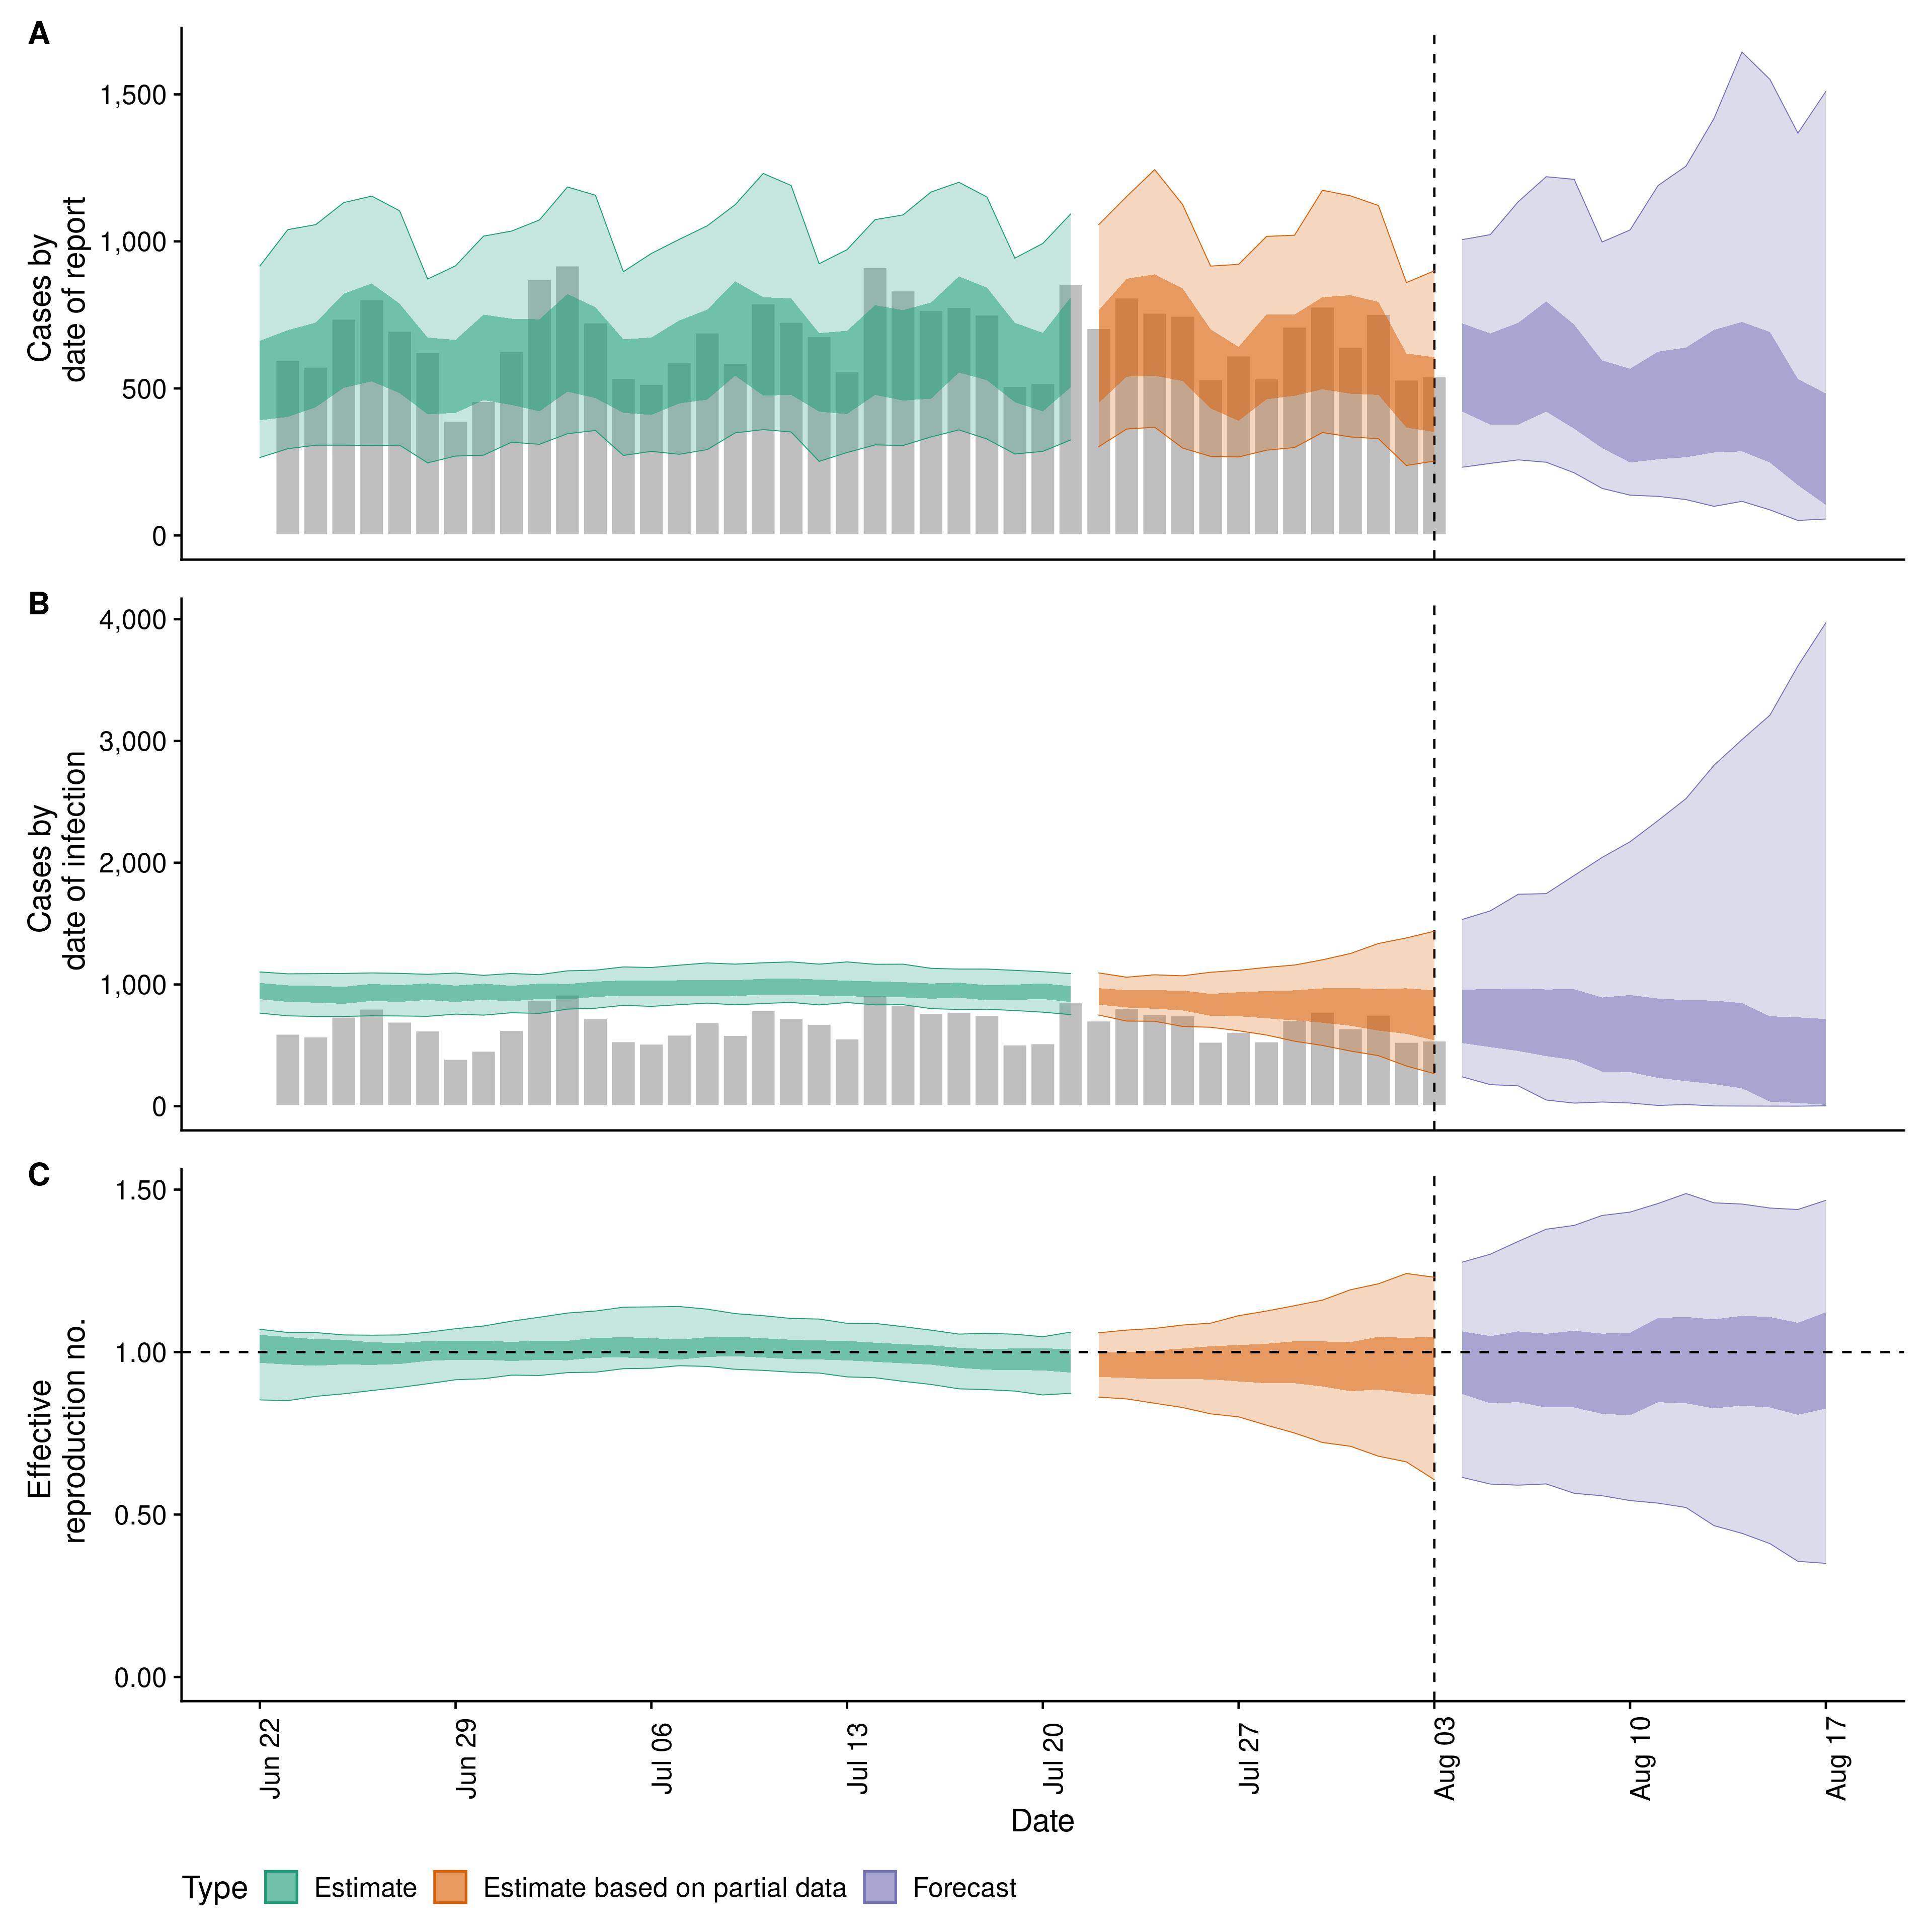 A
Cases by
date of report
1,500
1,000
500
0
B
Cases by
date of infection
4,000
3,000
2,000
1,000
0
C
Effective
reproduction no.
1.50
1.00
0.50
0.00
Jun 22
Jun 29
Jul 06
Jul 13
Jul 20
Jul 27
Aug 03
Aug 10
Aug 17
Date
Type Estimate Estimate based on partial data Forecast